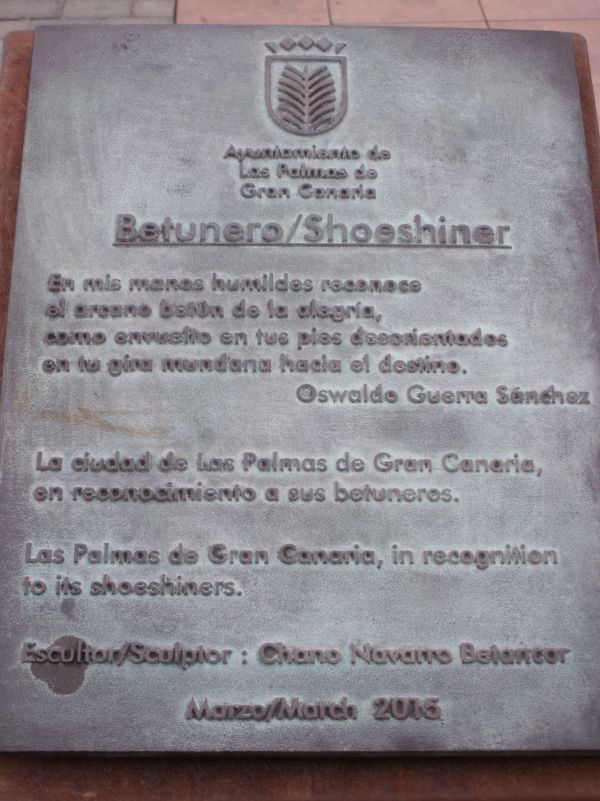 Ayuntamiento de
Las Palmas de
Gran Canaria
Betunero/Shoeshiner
En mis manos humildes reconoce
el arcano betún de la alegría,
como envuelto en tus pies desorientados
en tu gira mundana hacia el destino.
Oswaldo Guerra Sánchez
La ciudad de Las Palmas de Gran Canaria,
en reconocimiento a sus betuneros.
Las Palmas de Gran Canaria, in recognition
to its shoeshiners.
Escultor/Sculptor : Chano Navarro Betancor
Marzo/March 2015